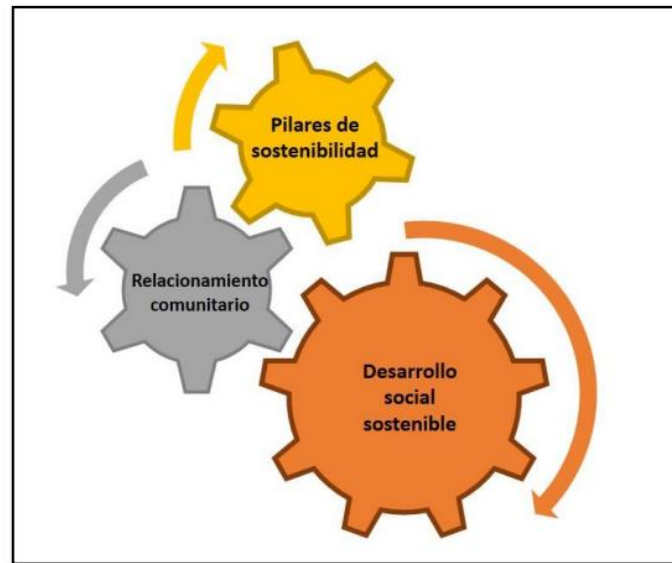 Pilares de
sostenibilidad
Relacionamiento
comunitario
Desarrollo
social
sostenible